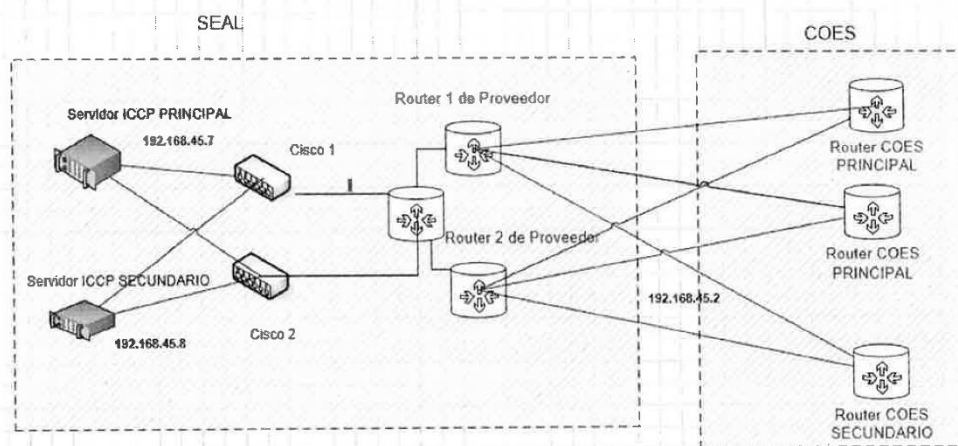 SEAL
COES
Servidor ICCP PRINCIPAL
192.168.45.7
Cisco 1
Router 1 de Proveedor
Router COES
PRINCIPAL
Servidor ICCP SECUNDARIO
192.168.45.8
Cisco 2
Router 2 de Proveedor
192.168.45.2
Router COES
PRINCIPAL
Router COES
SECUNDARIO